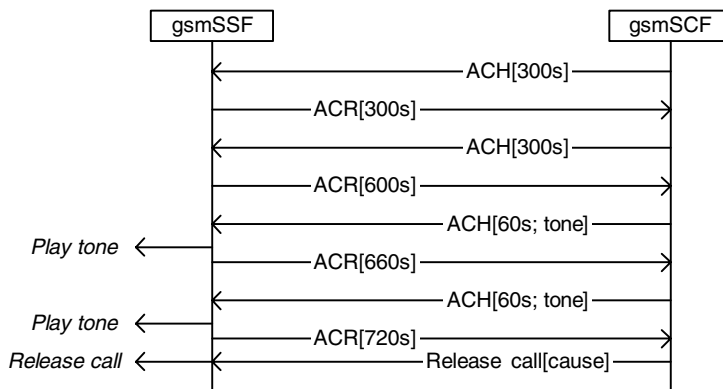 gsmSSF
gsmSCF
ACH[300s]
ACR[300s]
ACH[300s]
ACR[600s]
ACH[60s; tone]
Play tone
ACR[660s]
ACH[60s; tone]
Play tone
ACR[720s]
Release call
Release call[cause]